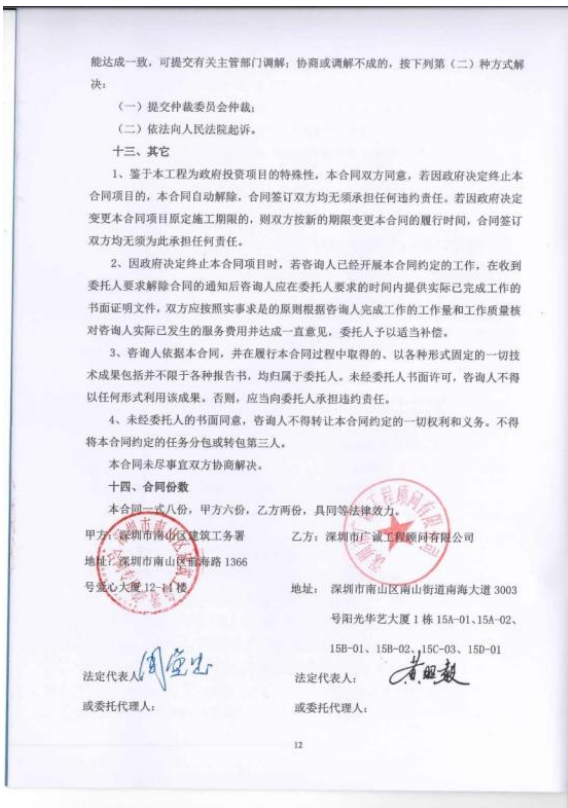 能达成一致，可提交有关主管部门调解；协商或调解不成的，按下列第（二）种方式解
决：
（一）提交仲裁委员会仲裁；
（二）依法向人民法院起诉。
十三、其它
1、鉴于本工程为政府投资项目的特殊性，本合同双方同意，若因政府决定终止本
合同项目的，本合同自动解除，合同签订双方均无须承担任何违约责任。若因政府决定
变更本合同项目原定施工期限的，则双方按新的期限变更本合同的履行时间，合同签订
双方均无须为此承担任何责任。
2、因政府决定终止本合同项目时，若咨询人已经开展本合同约定的工作，在收到
委托人要求解除合同的通知后咨询人应在委托人要求的时间内提供实际已完成工作的
书面证明文件，双方应按照实事求是的原则根据咨询人完成工作的工作量和工作质量核
对咨询人实际已发生的服务费用并达成一直意见，委托人予以适当补偿。
3、咨询人依据本合同，并在履行本合同过程中取得的、以各种形式固定的一切技
术成果包括并不限于各种报告书，均归属于委托人。未经委托人书面许可，咨询人不得
以任何形式利用该成果。否则，应当向委托人承担违约责任。
4、未经委托人的书面同意，咨询人不得转让本合同约定的一切权利和义务。不得
将本合同约定的任务分包或转包第三人。
本合同未尽事宜双方协商解决。
十四、合同份数
本合同一式八份，甲方六份，乙方两份，具同等法律效力。
甲方：深圳市南山区建筑工务署
乙方：深圳市广诚工程顾问有限公司
地址：深圳市南山区前海路 1366
号爱心大厦 12-14 楼
地址：深圳市南山区南山街道南海大道 3003
号阳光华艺大厦 1 栋 15A-01、15A-02、
15B-01、15B-02、15C-03、15D-01
法定代表人
法定代表人：黄昭毅
或委托代理人：
或委托代理人：
12